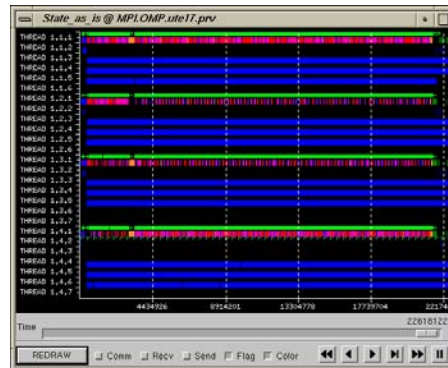 State_as_is @ MPI.OMP.ute17.prv
THREAD 1.1.1
THREAD 1.1.2
THREAD 1.1.3
THREAD 1.1.4
THREAD 1.1.5
THREAD 1.1.6
THREAD 1.2.1
THREAD 1.2.2
THREAD 1.2.3
THREAD 1.2.4
THREAD 1.2.5
THREAD 1.2.6
THREAD 1.3.1
THREAD 1.3.2
THREAD 1.3.3
THREAD 1.3.4
THREAD 1.3.5
THREAD 1.3.6
THREAD 1.3.7
THREAD 1.4.1
THREAD 1.4.2
THREAD 1.4.3
THREAD 1.4.4
THREAD 1.4.5
THREAD 1.4.6
THREAD 1.4.7
4434926 8914201 13304778 17739704 22174
Time 22618122
REDRAW Comm Recv Send Flag Color